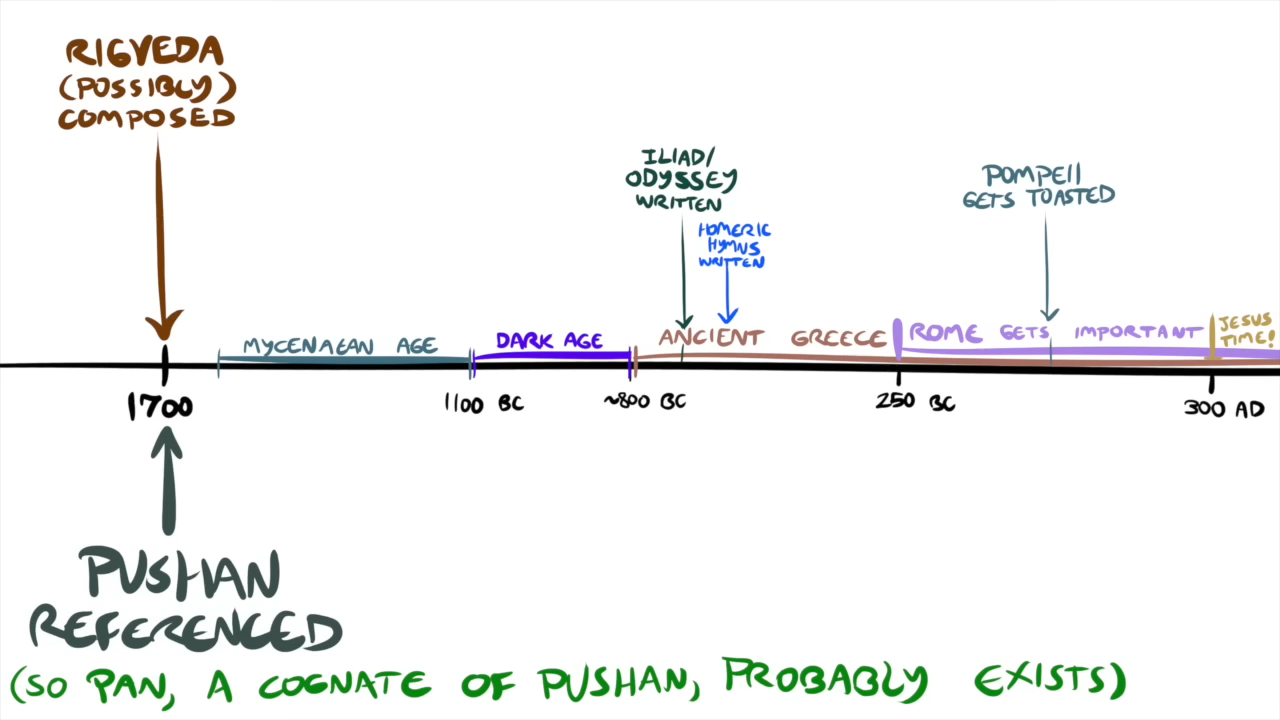 RIGVEDA
(POSSIBLY)
COMPOSED
ILIAD/
ODYSSEY
WRITTEN
HOMERIC
HYMNS
WRITTEN
POMPEII
GETS TOASTED
MYCENAEAN AGE
DARK AGE
ANCIENT GREECE
ROME GETS IMPORTANT
JESUS
TIME!
1700
1100 BC
~800 BC
250 BC
300 AD
PUSHAN
REFERENCED
(SO PAN, A COGNATE OF PUSHAN, PROBABLY EXISTS)